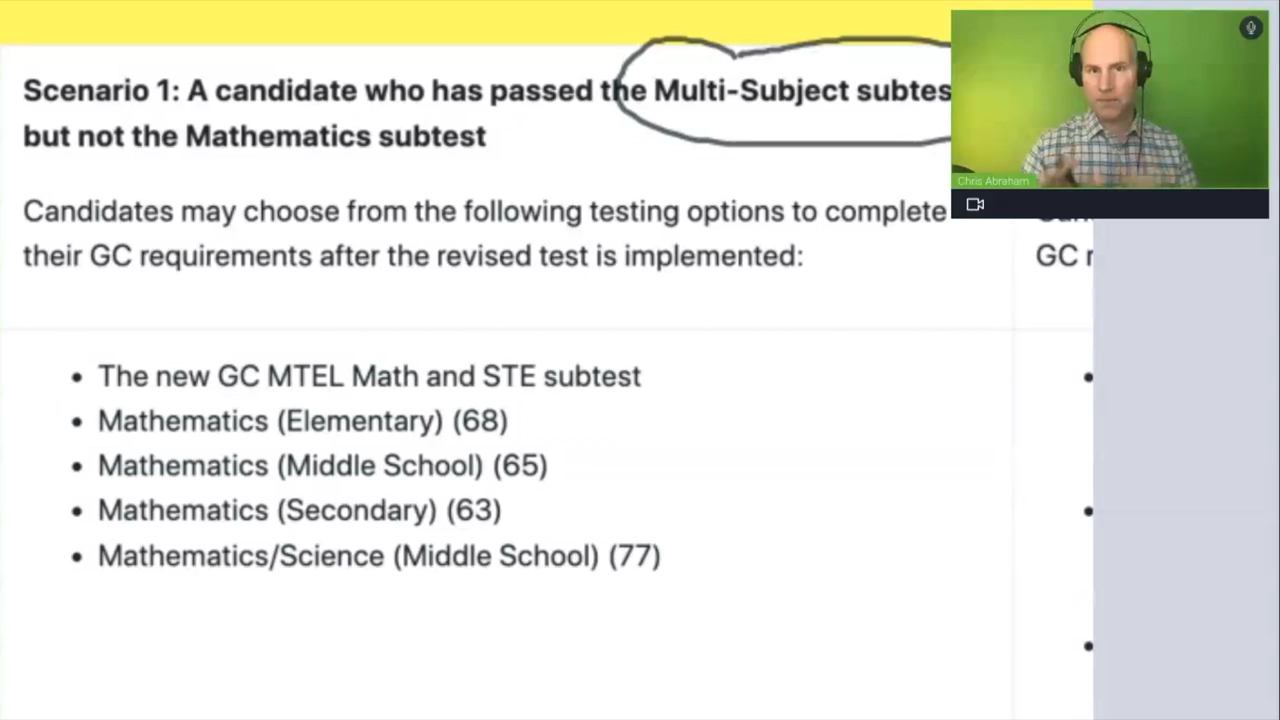 Scenario 1: A candidate who has passed the Multi-Subject subtes
but not the Mathematics subtest
Chris Abraham
Candidates may choose from the following testing options to complete
their GC requirements after the revised test is implemented:
GC r
• The new GC MTEL Math and STE subtest
• Mathematics (Elementary) (68)
• Mathematics (Middle School) (65)
• Mathematics (Secondary) (63)
• Mathematics/Science (Middle School) (77)